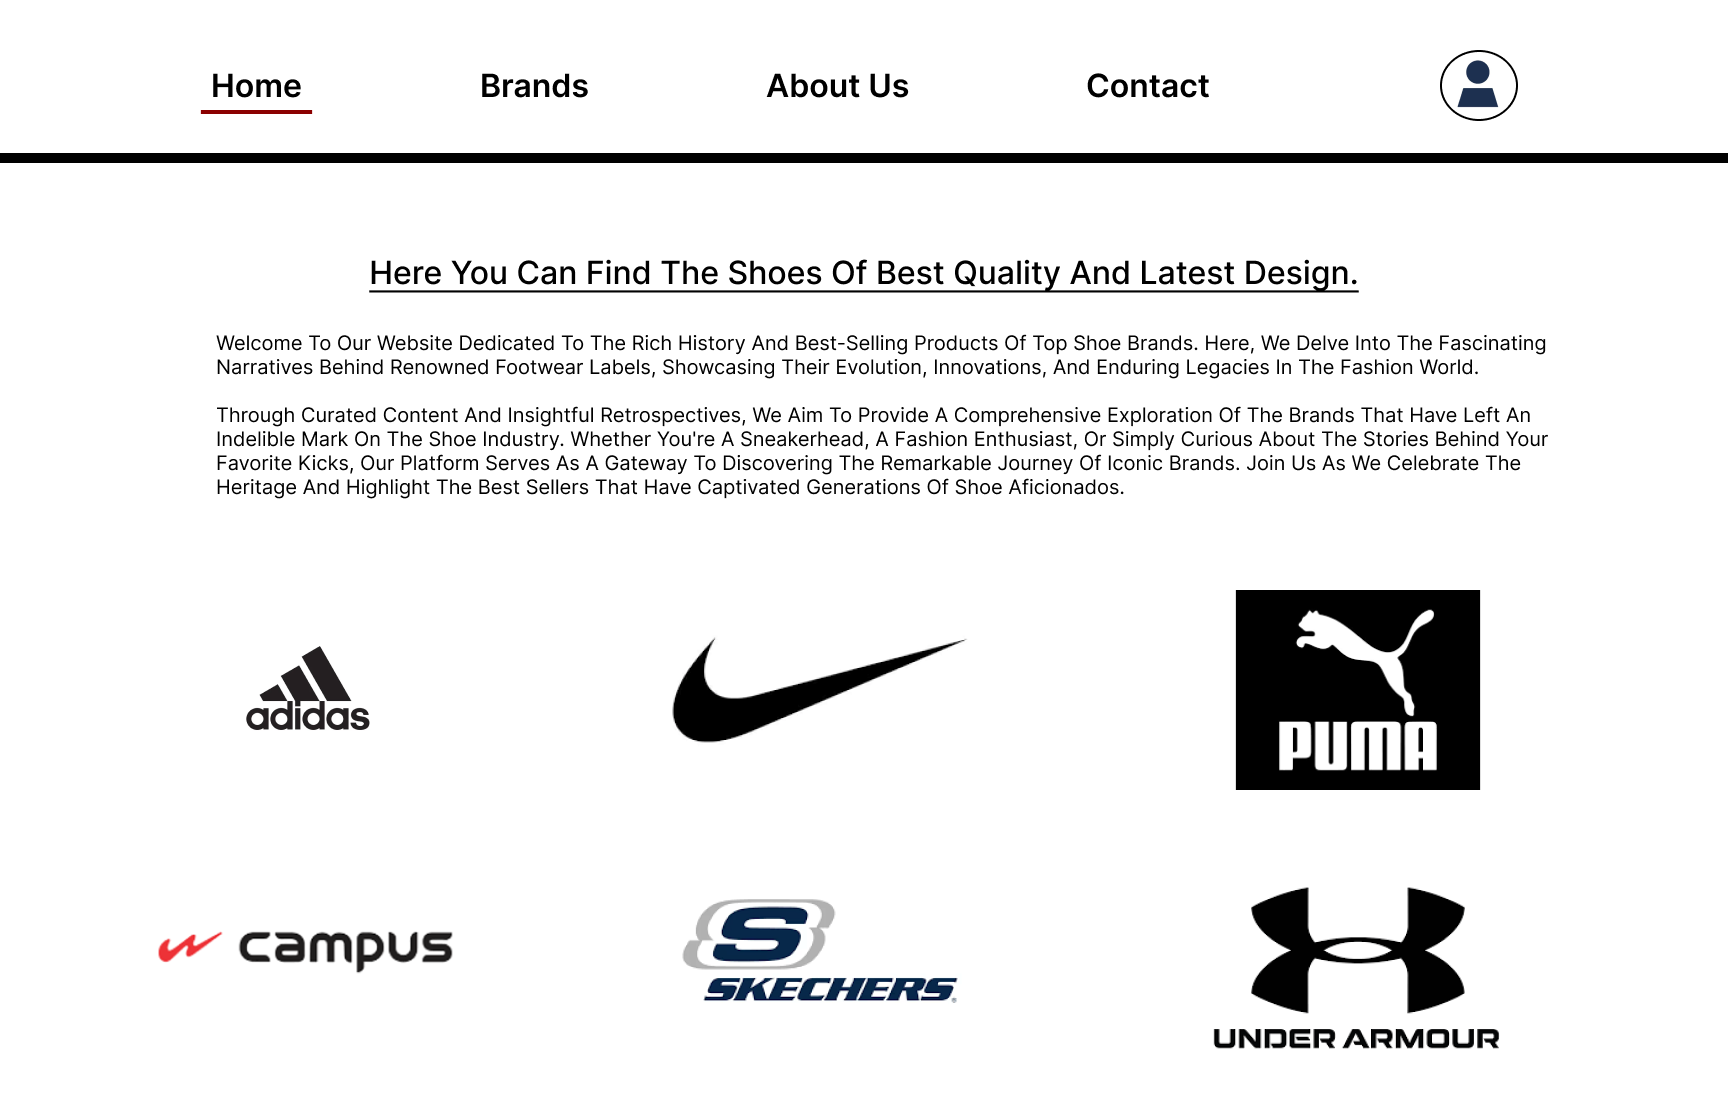 Home Brands About Us Contact
Here You Can Find The Shoes Of Best Quality And Latest Design.
Welcome To Our Website Dedicated To The Rich History And Best-Selling Products Of Top Shoe Brands. Here, We Delve Into The Fascinating
Narratives Behind Renowned Footwear Labels, Showcasing Their Evolution, Innovations, And Enduring Legacies In The Fashion World.
Through Curated Content And Insightful Retrospectives, We Aim To Provide A Comprehensive Exploration Of The Brands That Have Left An
Indelible Mark On The Shoe Industry. Whether You're A Sneakerhead, A Fashion Enthusiast, Or Simply Curious About The Stories Behind Your
Favorite Kicks, Our Platform Serves As A Gateway To Discovering The Remarkable Journey Of Iconic Brands. Join Us As We Celebrate The
Heritage And Highlight The Best Sellers That Have Captivated Generations Of Shoe Aficionados.
adidas
PUMA
campus
S
SKECHERS®
UNDER ARMOUR